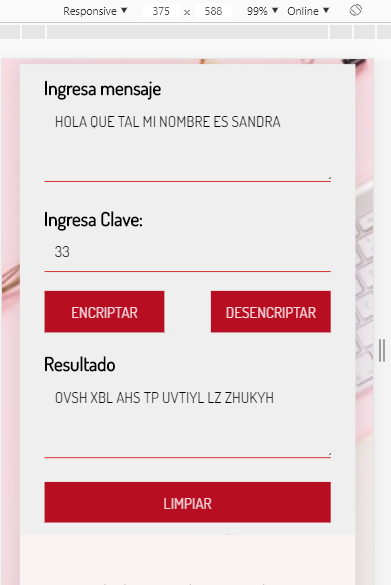 Responsive ▼ 375 x 588 99% ▼ Online ▼
Ingresa mensaje
HOLA QUE TAL MI NOMBRE ES SANDRA
Ingresa Clave:
33
ENCRIPTAR DESENCRIPTAR
Resultado
OVSH XBL AHS TP UVTIYL LZ ZHUKYH
LIMPIAR